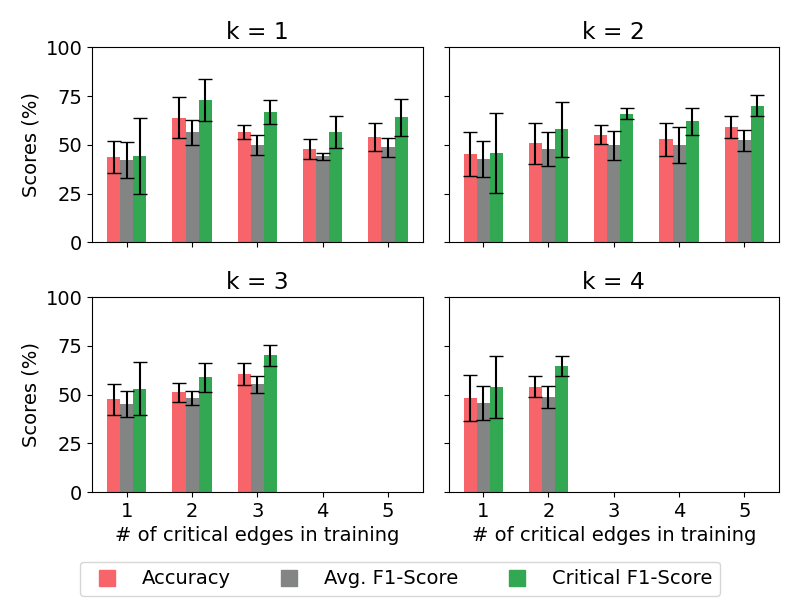 k = 1
k = 2
100
75
50
25
0
Scores (%)
k = 3
k = 4
100
75
50
25
0
Scores (%)
1 2 3 4 5
1 2 3 4 5
# of critical edges in training
# of critical edges in training
Accuracy
Avg. F1-Score
Critical F1-Score